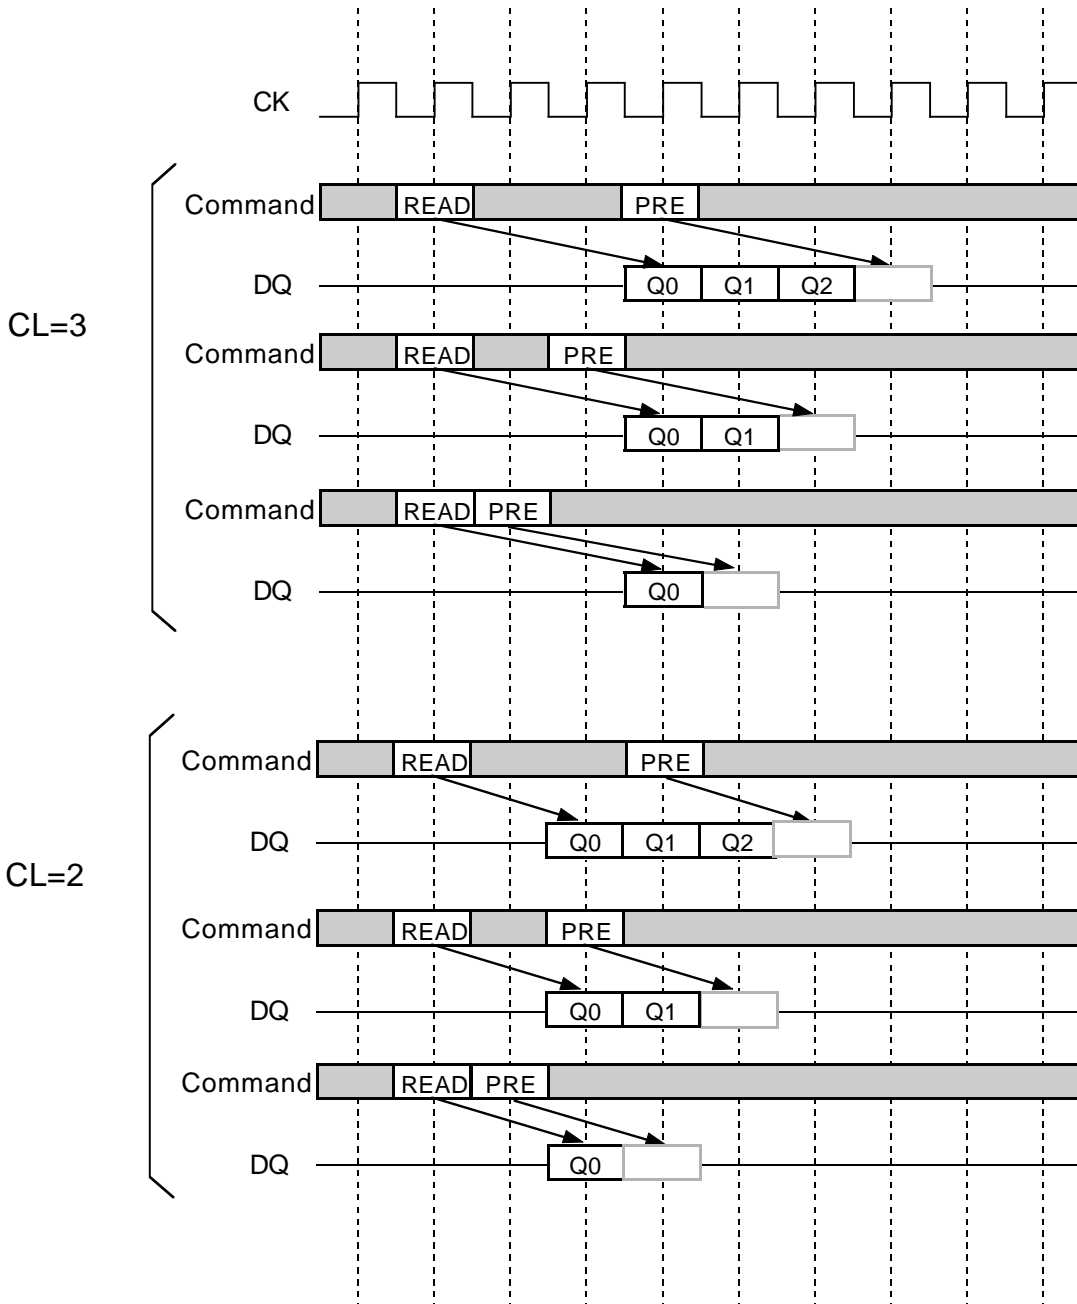 CK
Command READ PRE
DQ Q0 Q1 Q2
CL=3
Command READ PRE
DQ Q0 Q1
Command READ PRE
DQ Q0
Command READ PRE
DQ Q0 Q1 Q2
CL=2
Command READ PRE
DQ Q0 Q1
Command READ PRE
DQ Q0